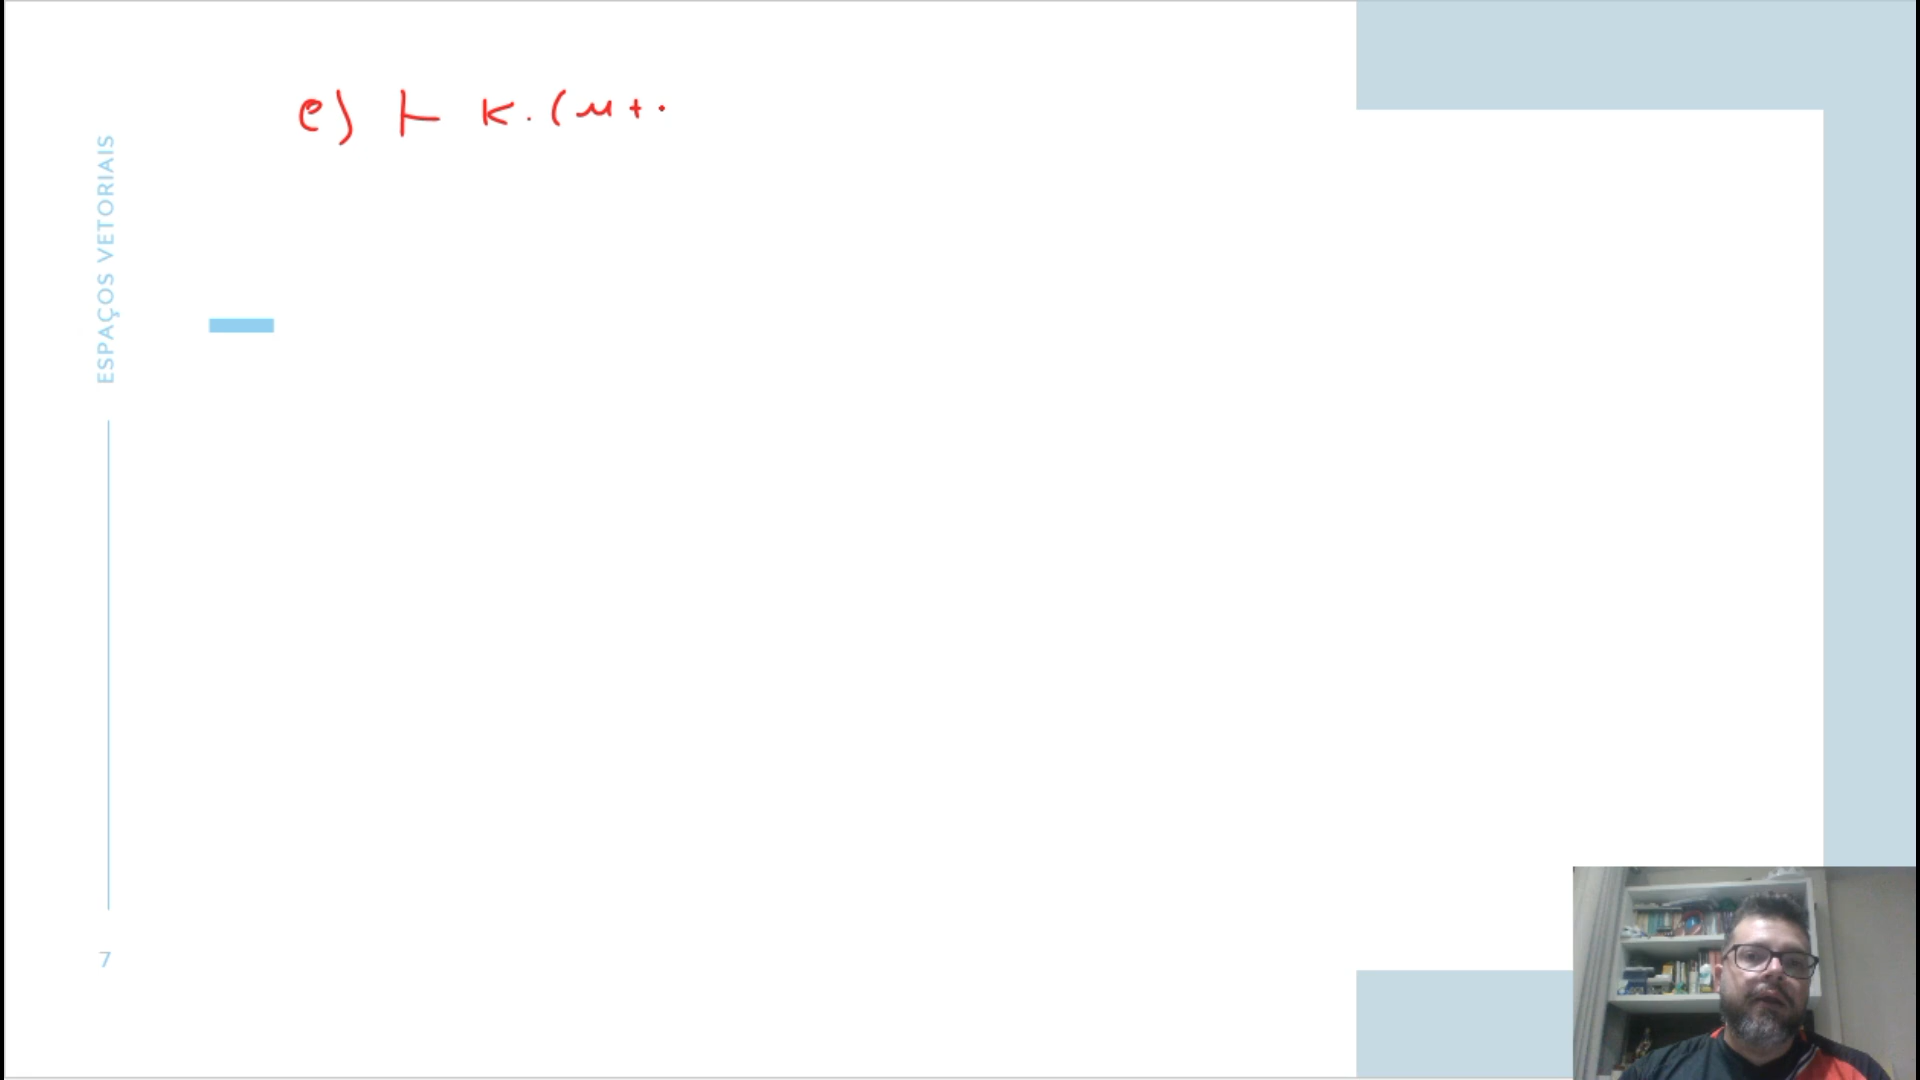 e) ⊢ K.(u+.
ESPAÇOS VETORIAIS
7